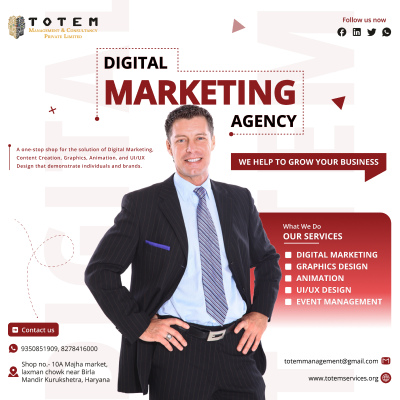 TOTEM
MANAGEMENT & CONSULTANCY
PRIVATE LIMITED
Follow us now
DIGITAL
MARKETING
AGENCY
A one-stop shop for the solution of Digital Marketing,
Content Creation, Graphics, Animation, and UI/UX
Design that demonstrate individuals and brands.
WE HELP TO GROW YOUR BUSINESS
What We Do
OUR SERVICES
DIGITAL MARKETING
GRAPHICS DESIGN
ANIMATION
UI/UX DESIGN
EVENT MANAGEMENT
Contact us
9350851909, 8278416000
Shop no.- 10A Majha market,
laxman chowk near Birla
Mandir Kurukshetra, Haryana
totemmanagement@gmail.com
www.totemservices.org